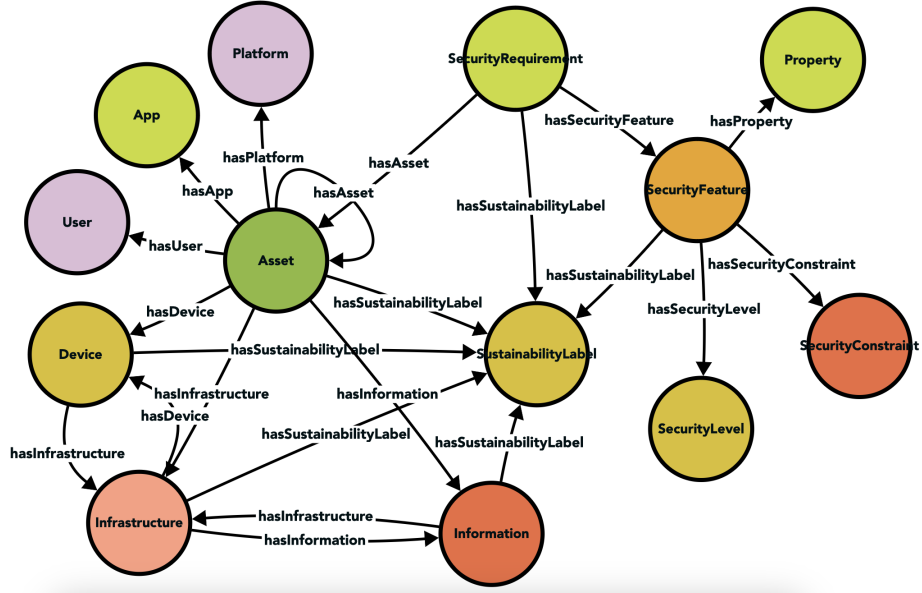 Platform
SecurityRequirement
Property
App
hasSecurityFeature
hasProperty
hasPlatform
hasAsset
hasApp
hasAsset
SecurityFeature
hasSustainabilityLabel
User
hasUser
Asset
hasSecurityConstraint
hasSustainabilityLabel
hasSustainabilityLabel
hasDevice
hasSecurityLevel
SecurityConstraint
hasSustainabilityLabel
Device
SustainabilityLabel
hasInfrastructure
hasInformation
hasDevice
SecurityLevel
hasSustainabilityLabel
hasSustainabilityLabel
hasInfrastructure
hasInfrastructure
Infrastructure
Information
hasInformation